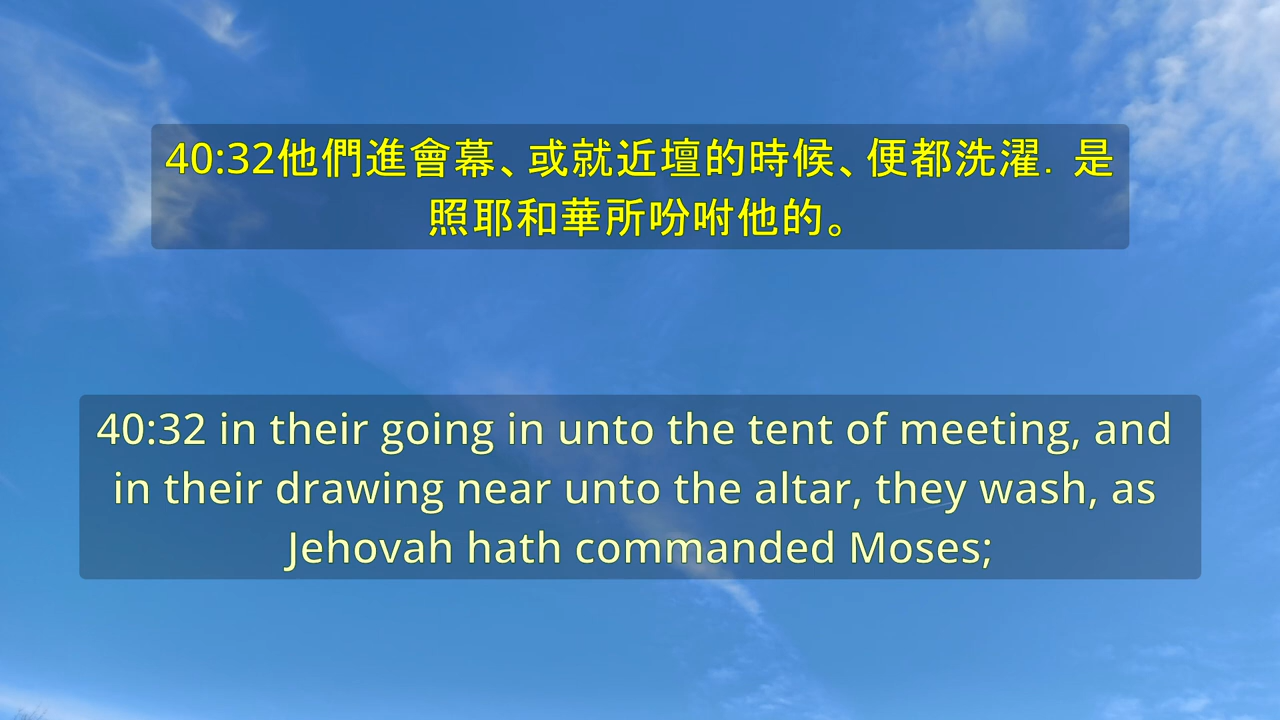 40:32他們進會幕、或就近壇的時候、便都洗濯．是
照耶和華所吩咐他的。
40:32 in their going in unto the tent of meeting, and
in their drawing near unto the altar, they wash, as
Jehovah hath commanded Moses;